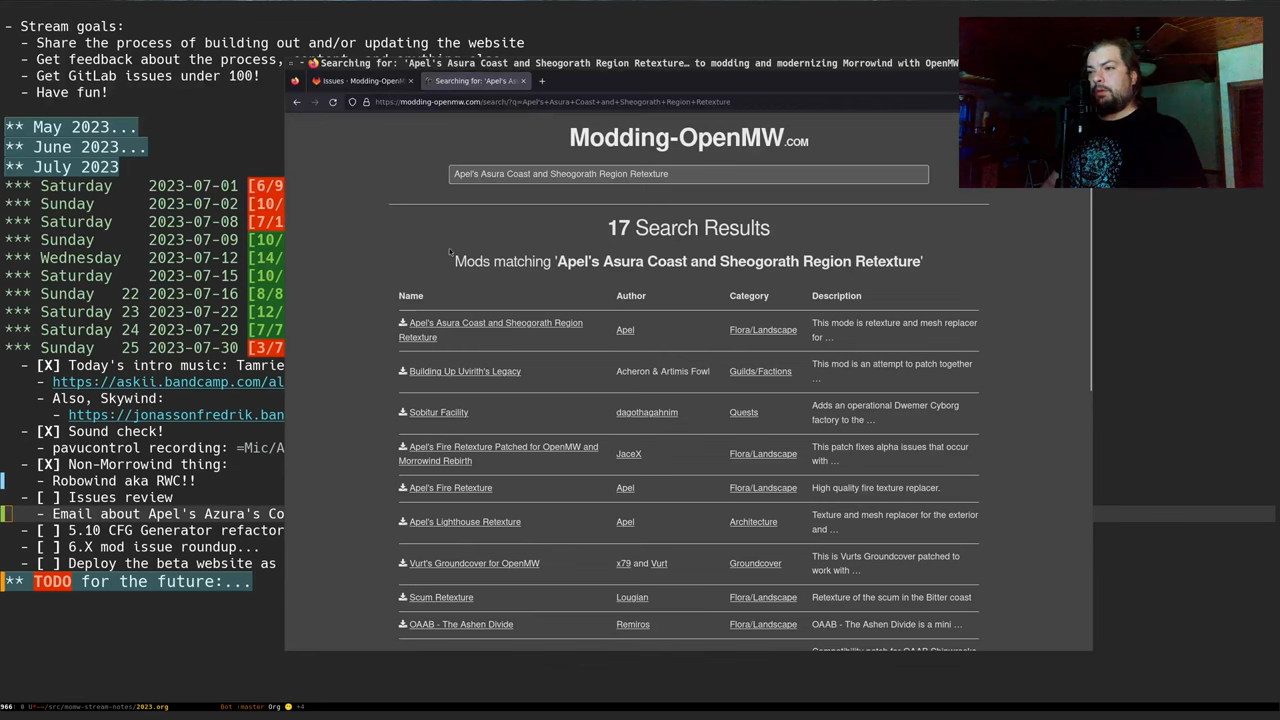 - Stream goals:
- Share the process of building out and/or updating the website
- Get feedback about the process,
- Get GitLab issues under 100!
- Have fun!
** May 2023...
** June 2023...
** July 2023
*** Saturday 2023-07-01 [6/9
*** Sunday 2023-07-02 [10/
*** Saturday 2023-07-08 [7/1
*** Sunday 2023-07-09 [10/
*** Wednesday 2023-07-12 [14/
*** Saturday 2023-07-15 [10/
*** Sunday 22 2023-07-16 [8/8
*** Saturday 23 2023-07-22 [12/
*** Saturday 24 2023-07-29 [7/7
*** Sunday 25 2023-07-30 [3/7
- [X] Today's intro music: Tamrie
- https://askii.bandcamp.com/al
- Also, Skywind:
- https://jonassonfredrik.ban
- [X] Sound check!
- pavucontrol recording: =Mic/A
- [X] Non-Morrowind thing:
- Robowind aka RWC!!
- [ ] Issues review
- Email about Apel's Azura's Co
- [ ] 5.10 CFG Generator refactor
- [ ] 6.X mod issue roundup...
- [ ] Deploy the beta website as
** TODO for the future:...
966: 8 U*-~/src/momw-stream-notes/2023.org Bot :master Org +4
Searching for: 'Apel's Asura Coast and Sheogorath Region Retexture… to modding and modernizing Morrowind with OpenMW
Issues · Modding-OpenM
Searching for: 'Apel's As
https://modding-openmw.com/search/?q=Apel's+Asura+Coast+and+Sheogorath+Region+Retexture
Modding-OpenMW.COM
Apel's Asura Coast and Sheogorath Region Retexture
17 Search Results
Mods matching 'Apel's Asura Coast and Sheogorath Region Retexture'
Name Author Category Description
Apel's Asura Coast and Sheogorath Region Retexture Apel Flora/Landscape This mode is retexture and mesh replacer for …
Building Up Uvirith's Legacy Acheron & Artimis Fowl Guilds/Factions This mod is an attempt to patch together …
Sobitur Facility dagothagahnim Quests Adds an operational Dwemer Cyborg factory to the …
Apel's Fire Retexture Patched for OpenMW and Morrowind Rebirth JaceX Flora/Landscape This patch fixes alpha issues that occur with …
Apel's Fire Retexture Apel Flora/Landscape High quality fire texture replacer.
Apel's Lighthouse Retexture Apel Architecture Texture and mesh replacer for the exterior and …
Vurt's Groundcover for OpenMW x79 and Vurt Groundcover This is Vurts Groundcover patched to work with …
Scum Retexture Lougian Flora/Landscape Retexture of the scum in the Bitter coast
OAAB - The Ashen Divide Remiros Flora/Landscape OAAB - The Ashen Divide is a mini …